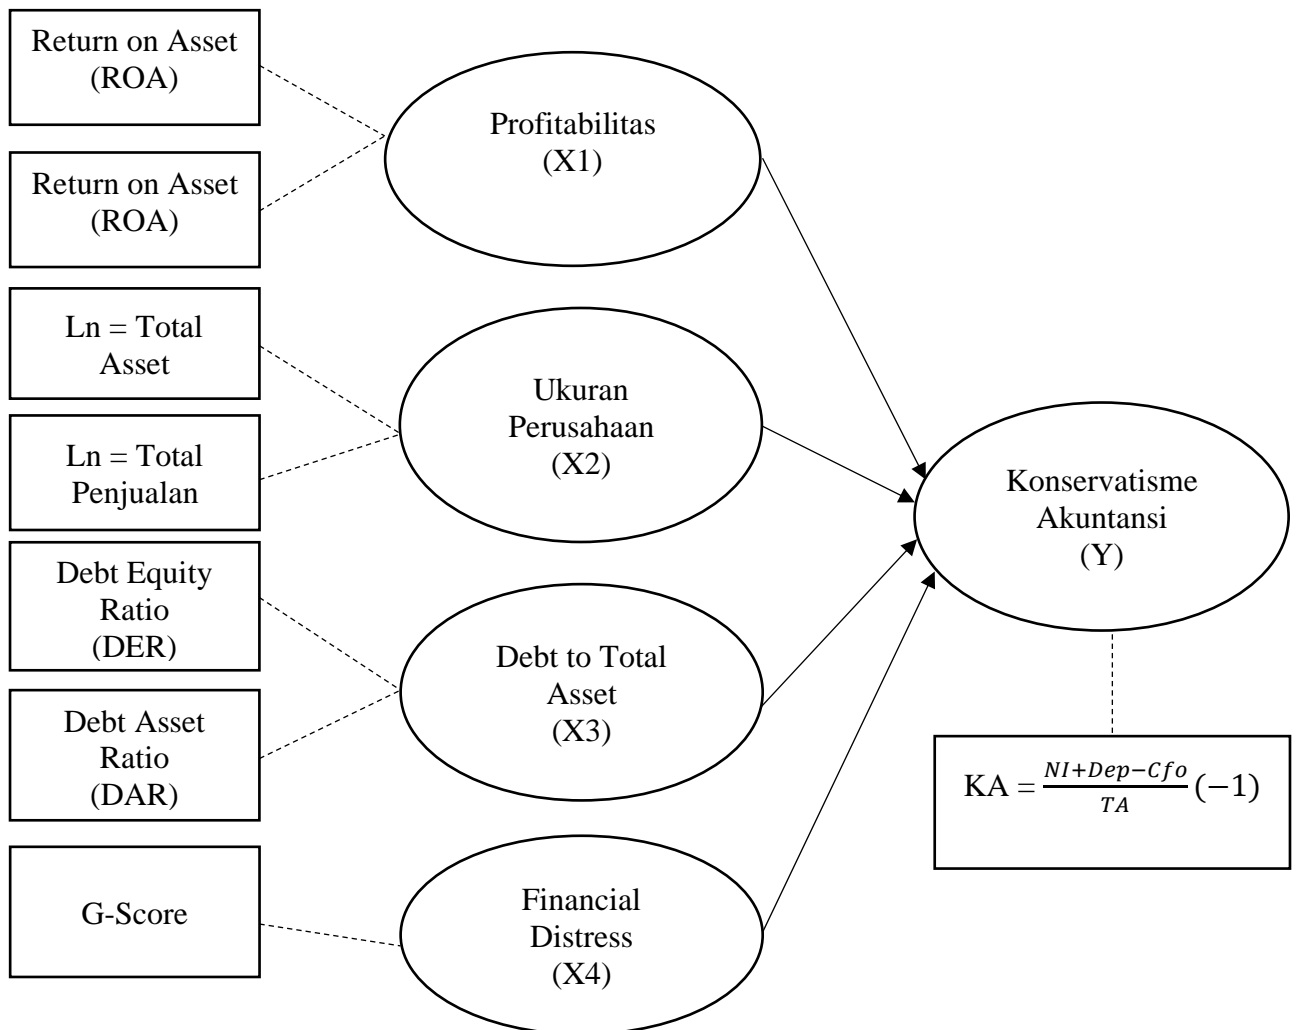 Return on Asset
(ROA)
Profitabilitas
(X1)
Return on Asset
(ROA)
Ln = Total
Asset
Ukuran
Perusahaan
(X2)
Ln = Total
Penjualan
Konservatisme
Akuntansi
(Y)
Debt Equity
Ratio
(DER)
Debt to Total
Asset
(X3)
Debt Asset
Ratio
(DAR)
KA = \frac{NI+Dep−Cfo}{TA} (−1)
G-Score
Financial
Distress
(X4)